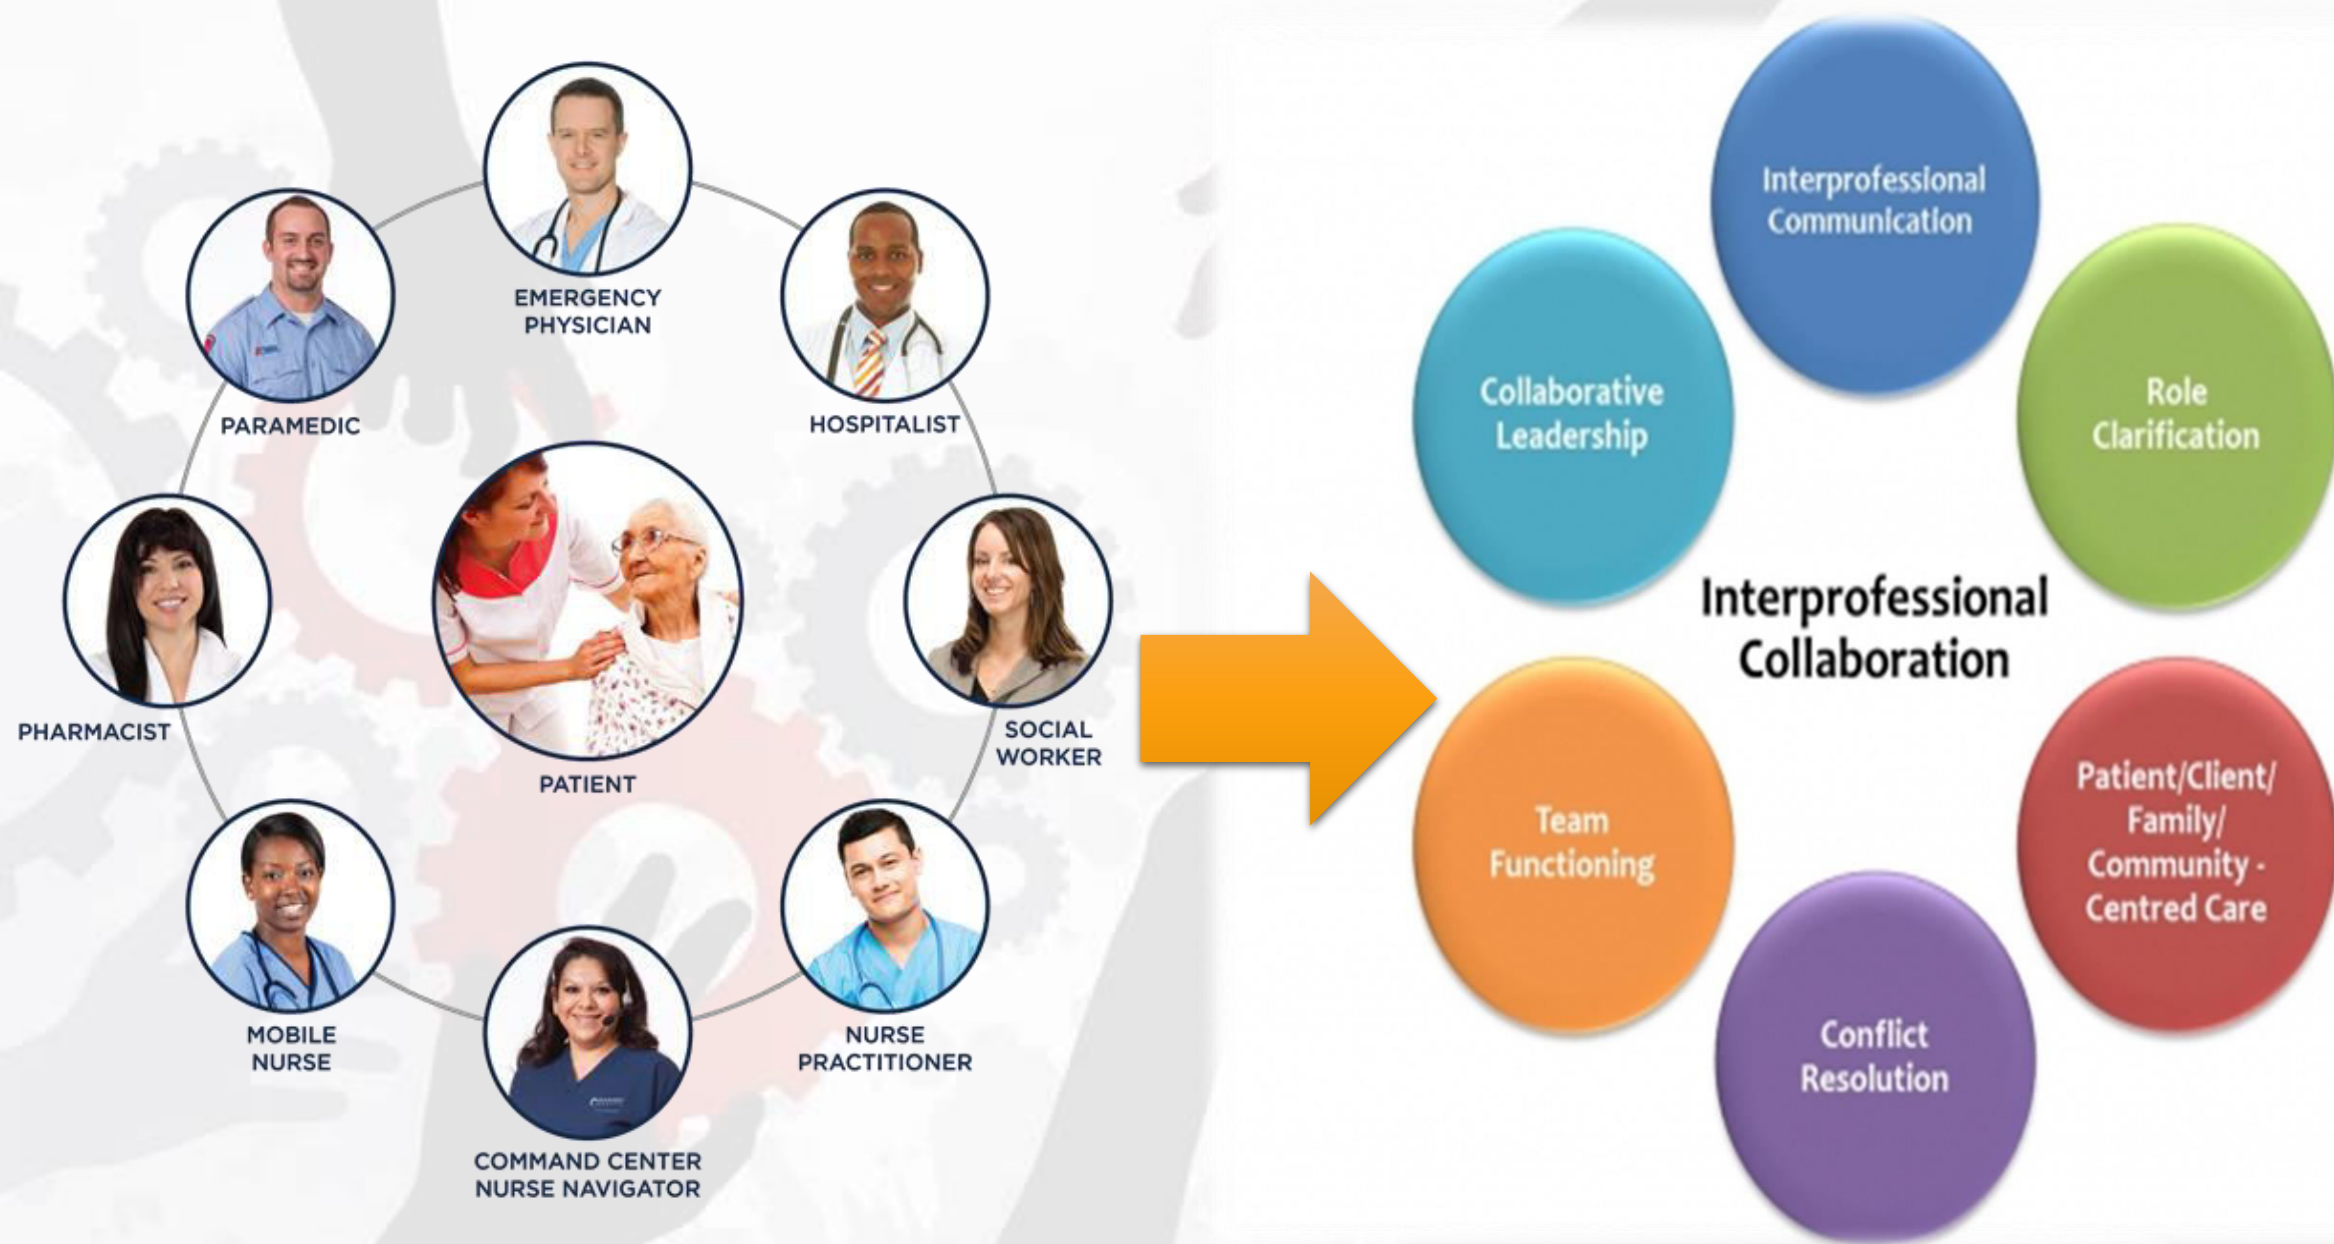 EMERGENCY
PHYSICIAN
PARAMEDIC
HOSPITALIST
PHARMACIST
PATIENT
SOCIAL
WORKER
MOBILE
NURSE
NURSE
PRACTITIONER
COMMAND CENTER
NURSE NAVIGATOR
Interprofessional
Communication
Collaborative
Leadership
Role
Clarification
Interprofessional
Collaboration
Team
Functioning
Patient/Client/
Family/
Community -
Centred Care
Conflict
Resolution